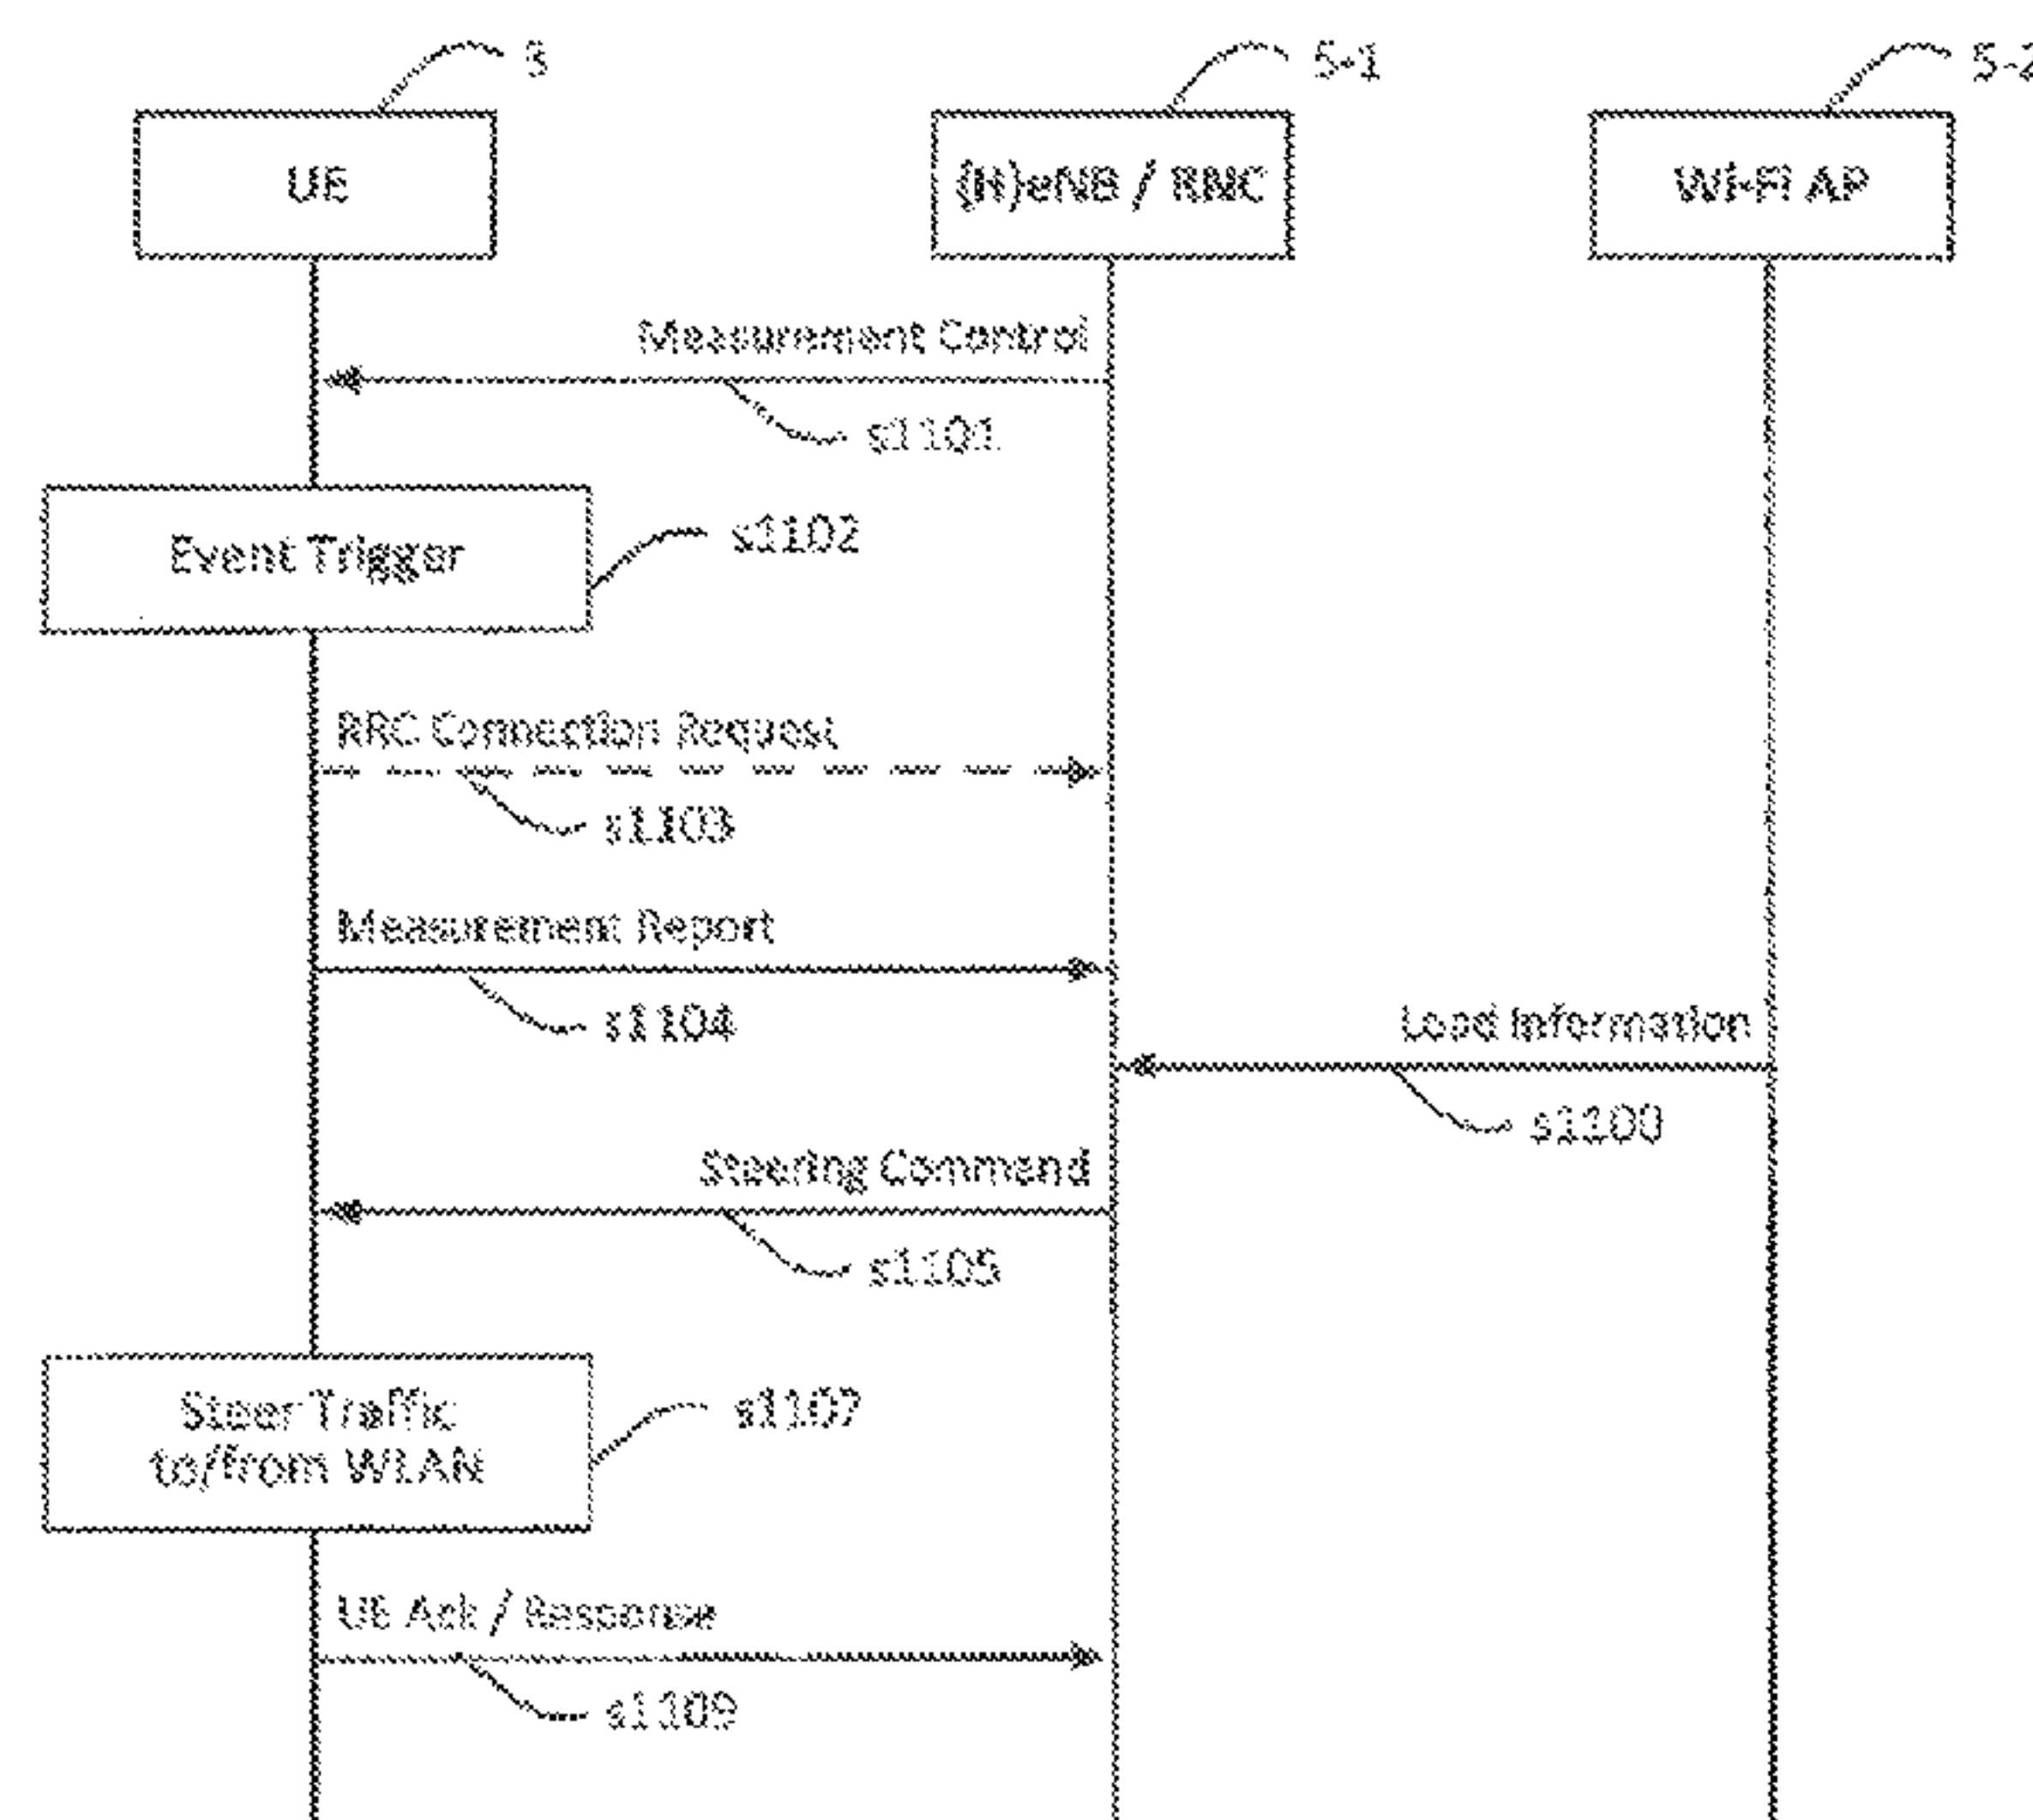 3
5-1
5-2
UE
(H)eNB / RNC
Wi-Fi AP
Measurement Control
s1101
Event Trigger
s1102
RRC Connection Request
s1103
Measurement Report
s1104
Load Information
s1100
Steering Command
s1105
Steer Traffic
to/from WLAN
s1107
UE Ack / Response
s1109